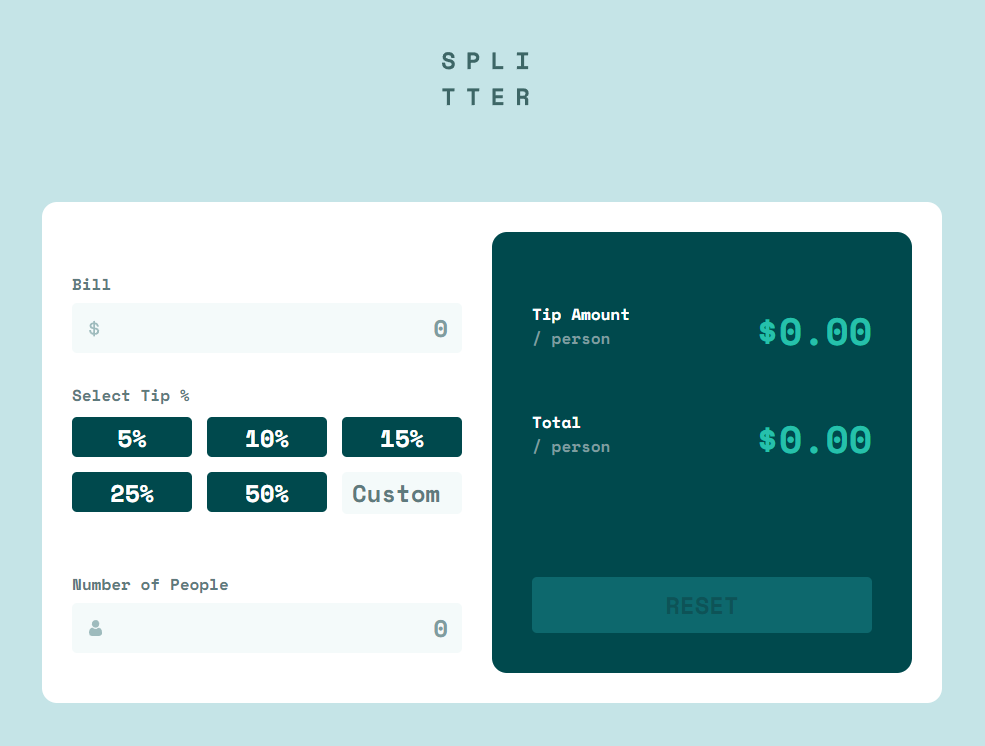 SPLI
TTER
Bill
$ 0
Select Tip %
5% 10% 15%
25% 50% Custom
Number of People
0
Tip Amount
/ person
$0.00
Total
/ person
$0.00
RESET